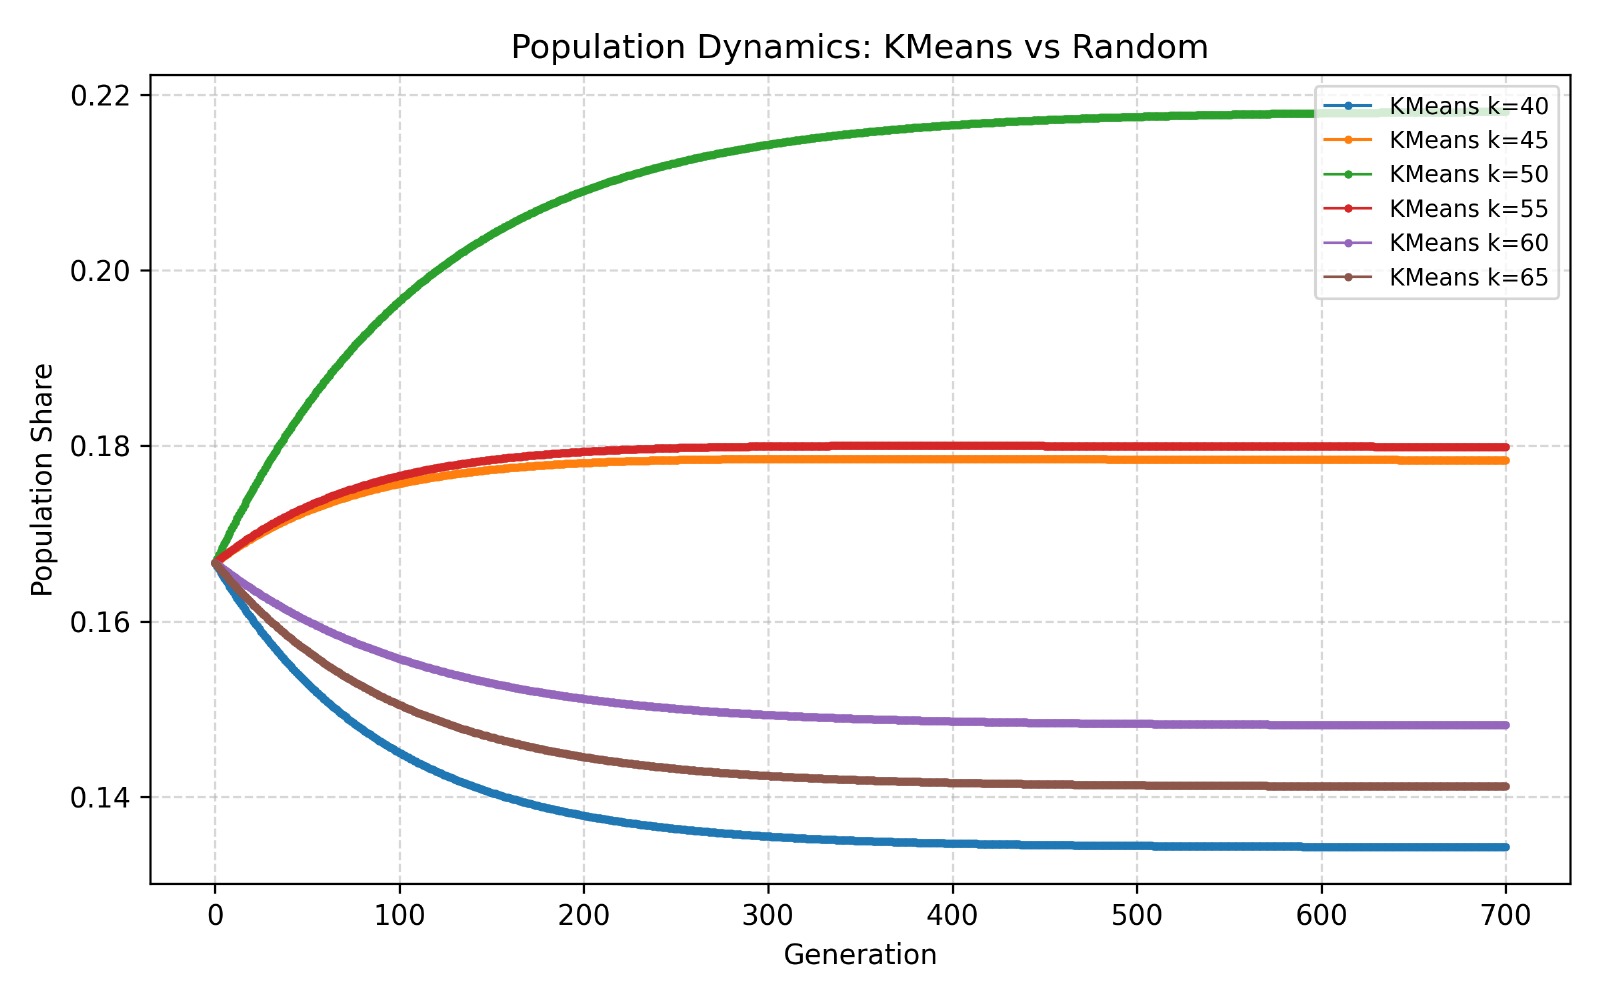 Population Dynamics: KMeans vs Random
Population Share
0.22
0.20
0.18
0.16
0.14
KMeans k=40
KMeans k=45
KMeans k=50
KMeans k=55
KMeans k=60
KMeans k=65
0 100 200 300 400 500 600 700
Generation